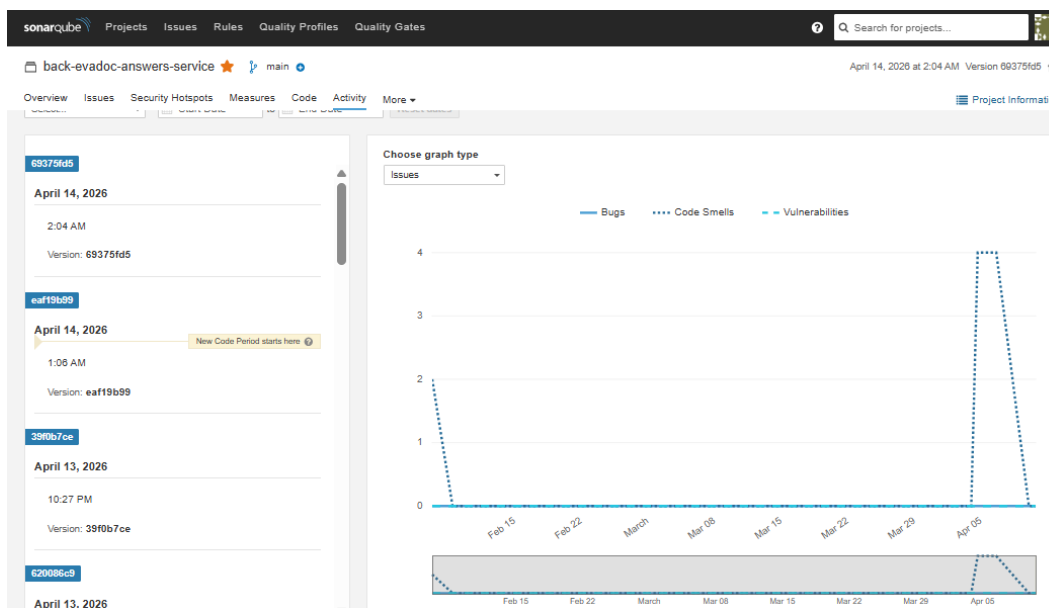 sonarqube Projects Issues Rules Quality Profiles Quality Gates ? Search for projects...
back-evadoc-answers-service main April 14, 2026 at 2:04 AM Version 69375fd5
Overview Issues Security Hotspots Measures Code Activity More Project Informati
69375fd5
April 14, 2026
2:04 AM
Version: 69375fd5
eaf19b99
April 14, 2026
New Code Period starts here ?
1:06 AM
Version: eaf19b99
39f0b7ce
April 13, 2026
10:27 PM
Version: 39f0b7ce
620086c9
April 13, 2026
Choose graph type
Issues
Bugs Code Smells Vulnerabilities
4
3
2
1
0
Feb 15 Feb 22 March Mar 08 Mar 15 Mar 22 Mar 29 Apr 05
Feb 15 Feb 22 March Mar 08 Mar 15 Mar 22 Mar 29 Apr 05